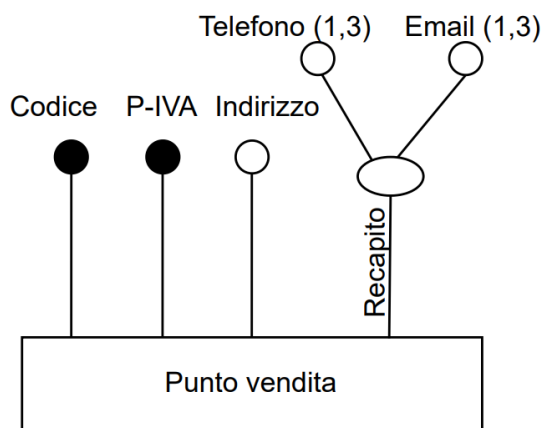 Telefono (1,3) Email (1,3)
Codice P-IVA Indirizzo
Recapito
Punto vendita